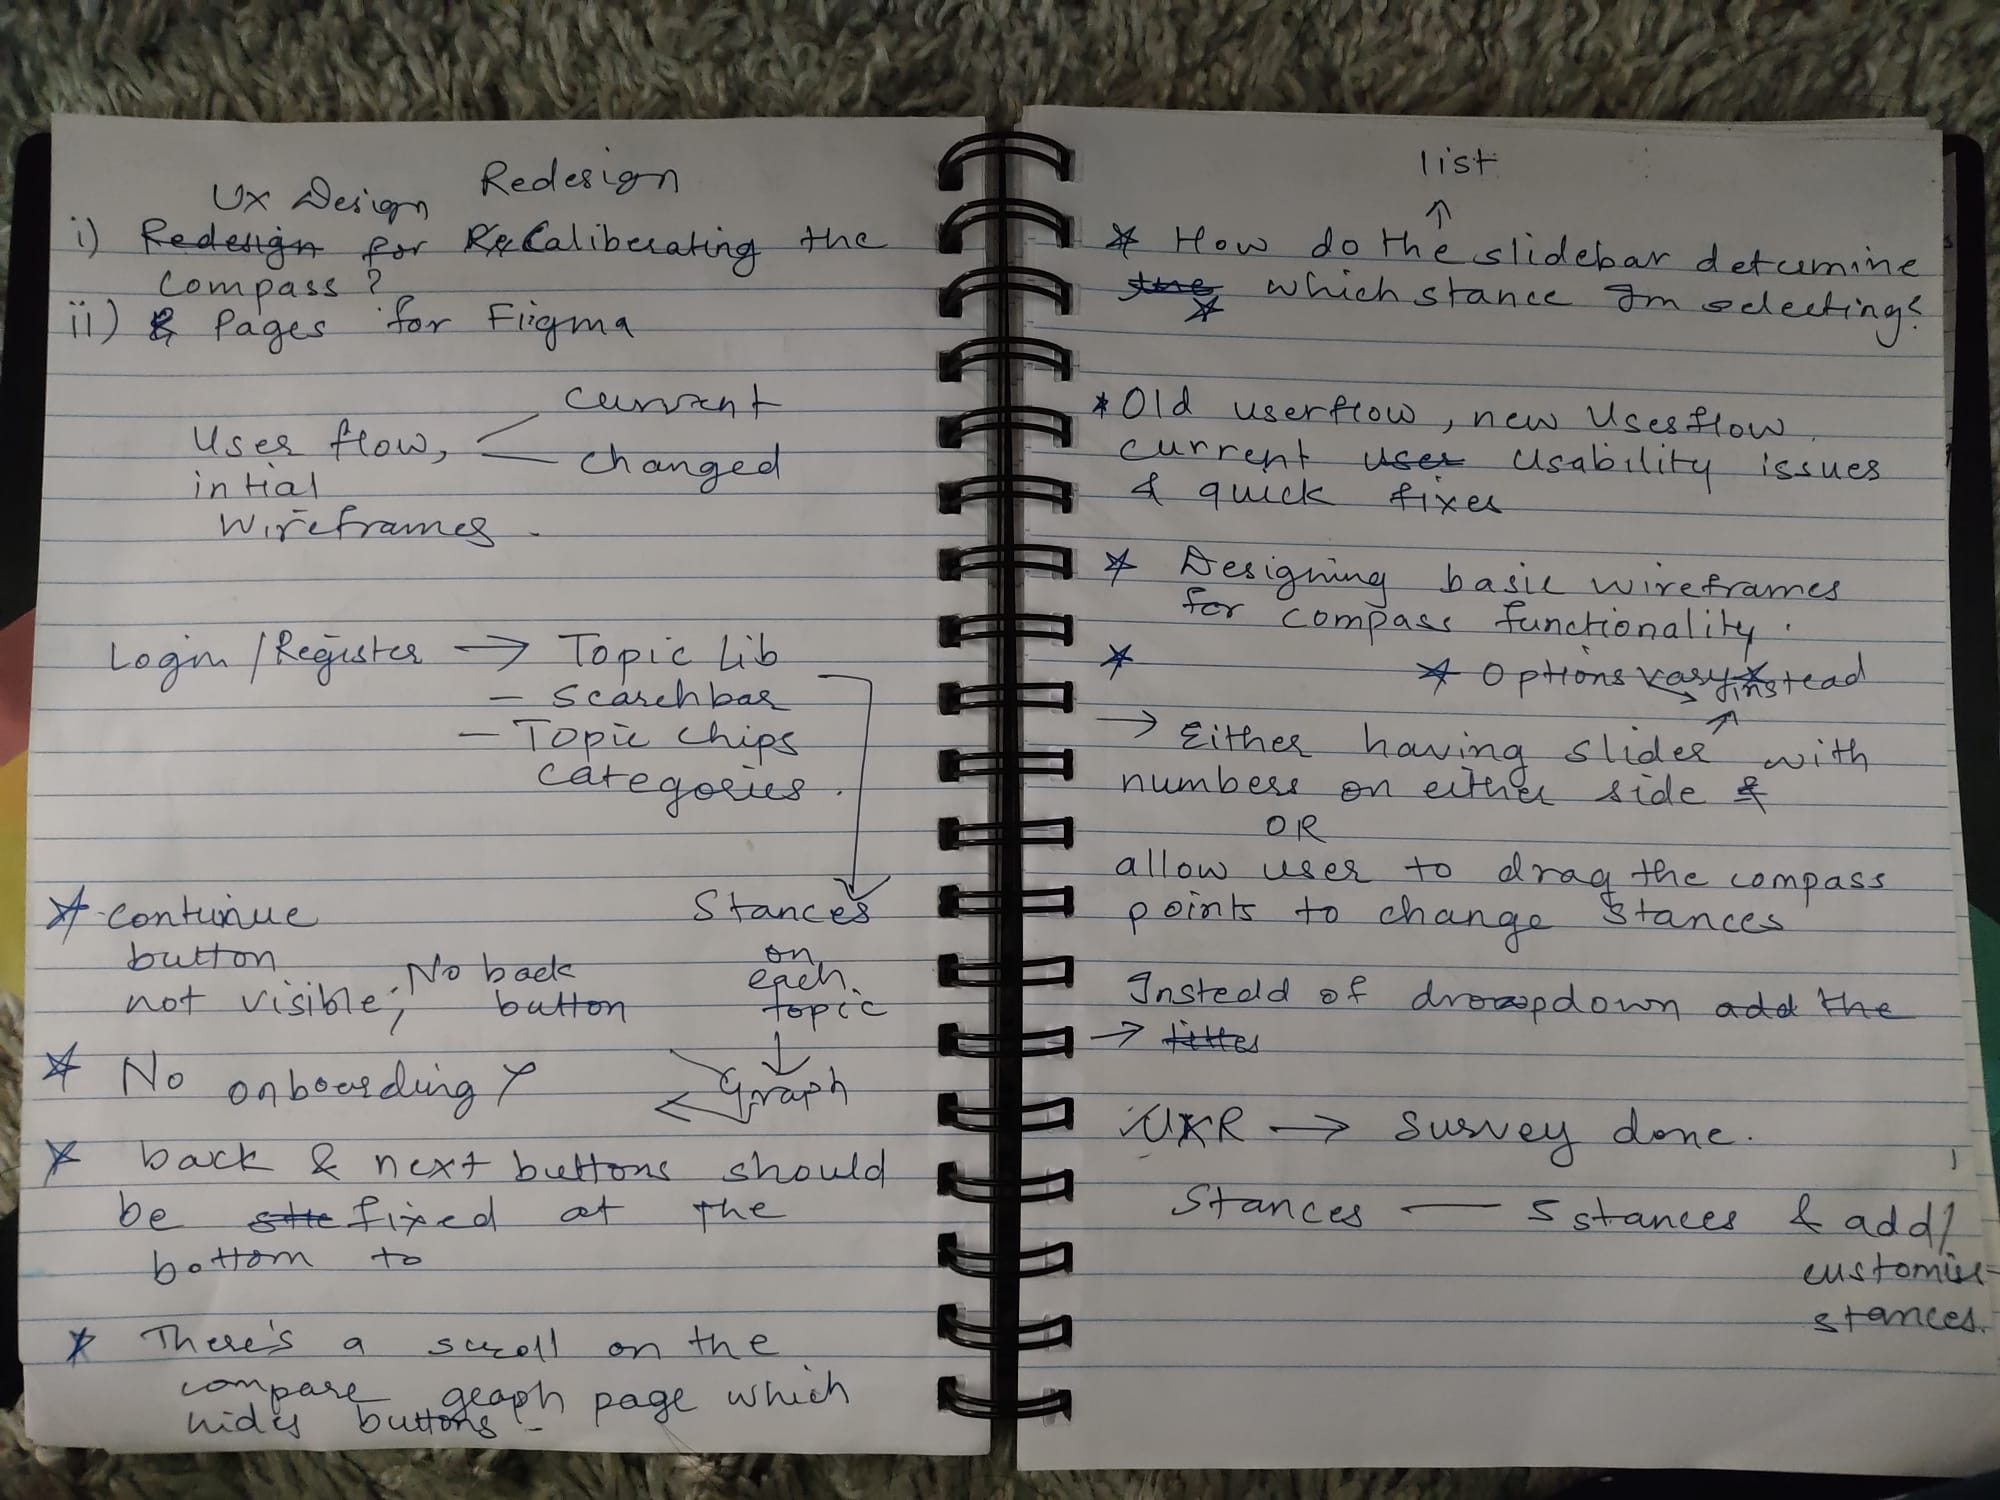 UX Design Redesign
i) Redesign for ReCaliberating the
compass?
ii) & Pages for Fiigma
current
User flow,
changed
intial
wireframes.
Login / Register → Topic Lib
- searchbar
- Topic chips
categories.
* continue
button
not visible; No back
button
Stances
on
each
topic
↓
Graph
* No onboarding?
* back & next buttons should
be fixed at the
bottom to
* There's a scroll on the
compare graph page which
hides buttons -
list
↑
* How do the slidebar determine
the which stance Im selecting?
*
* Old userflow, new Userflow.
current user Usability issues
& quick fixes
* Designing basic wireframes
for compass functionality.
*
* Options vary instead
→ Either having slider with
numbers on either side &
OR
allow user to drag the compass
points to change stances
Instead of dropdown add the
→ titles
UXR → Survey done.
Stances — 5 stances & add/
customise
stances.